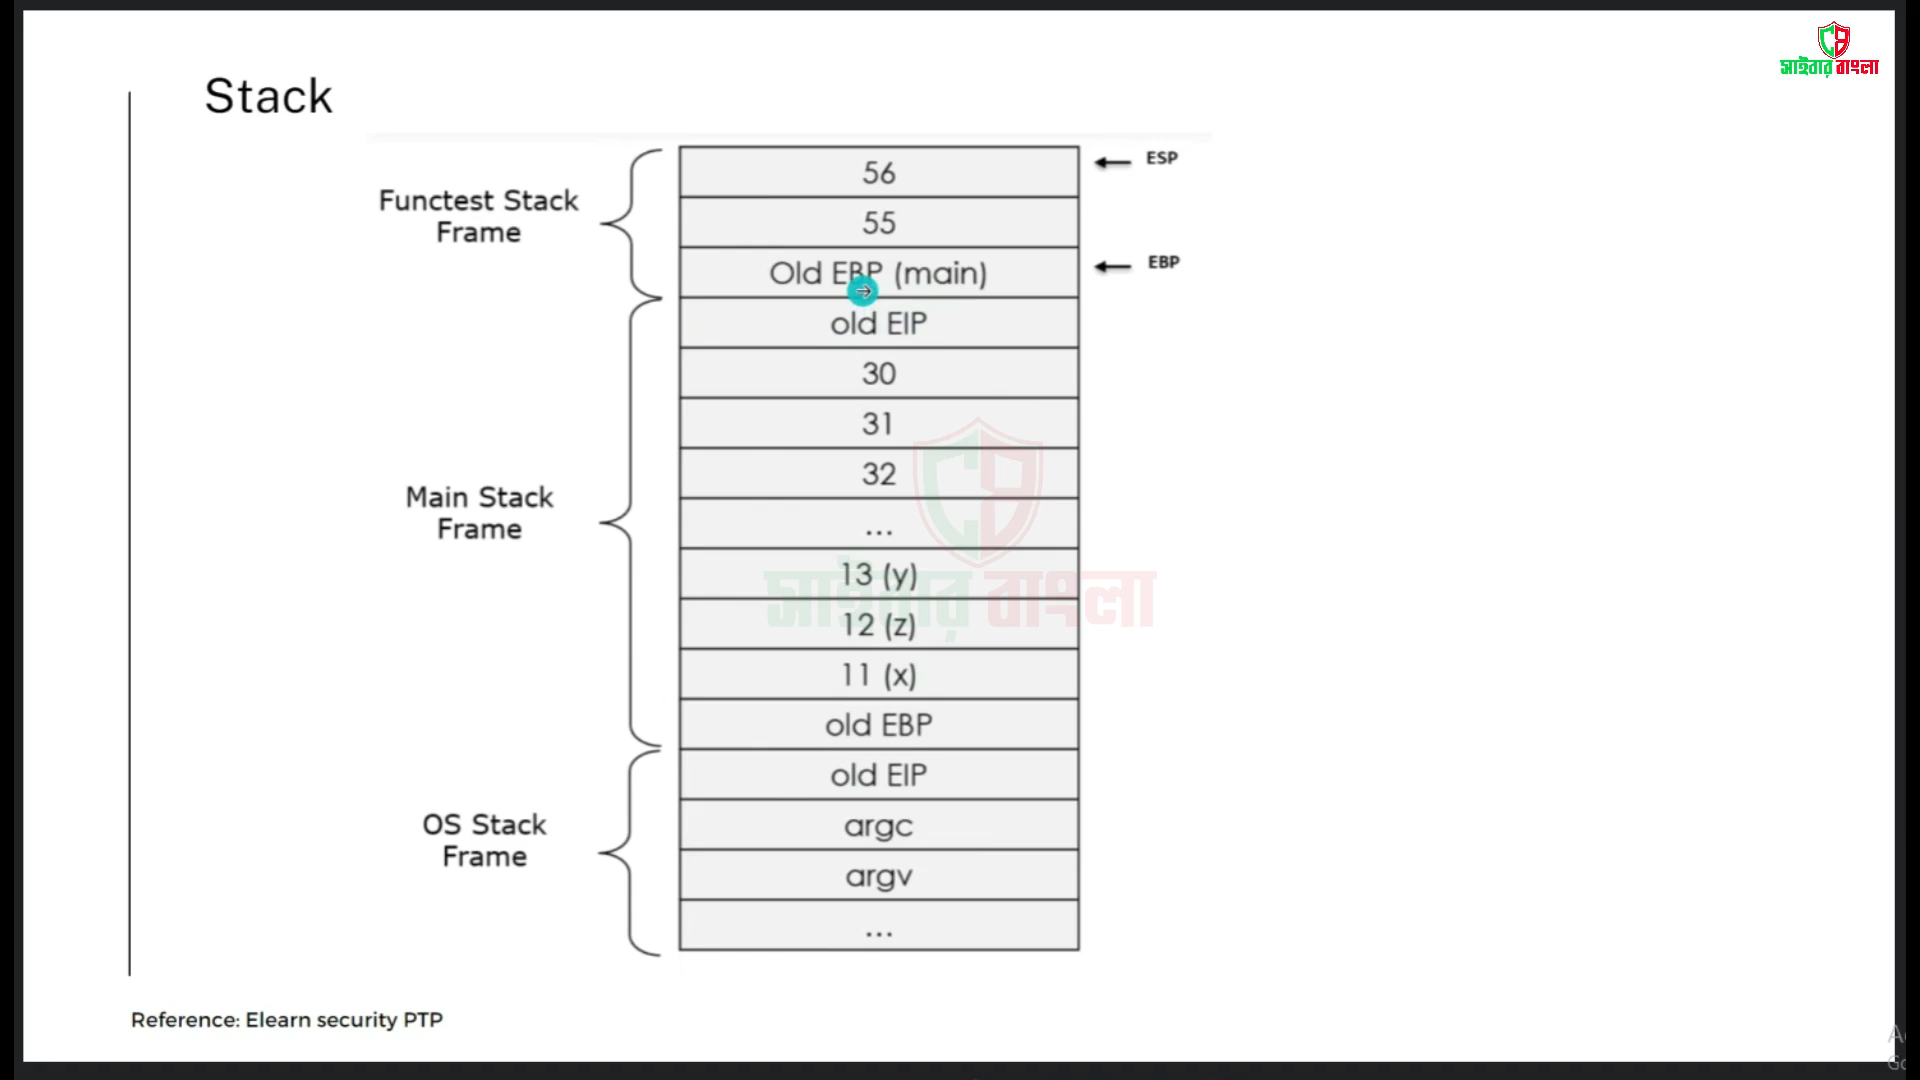 সাইবার বাংলা
Stack
Functest Stack
Frame
56
ESP
55
Old EBP (main)
EBP
old EIP
30
31
32
...
Main Stack
Frame
13 (y)
12 (z)
11 (x)
old EBP
old EIP
argc
argv
...
OS Stack
Frame
সাইবার বাংলা
Reference: Elearn security PTP